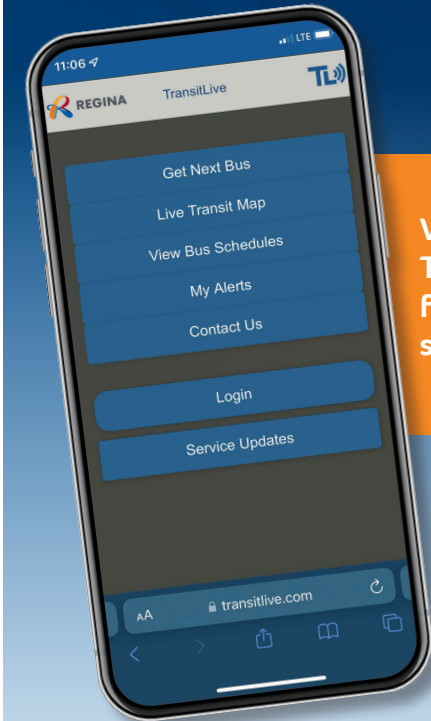 11:06
LTE
REGINA
TransitLive
TL
Get Next Bus
Live Transit Map
View Bus Schedules
My Alerts
Contact Us
Login
Service Updates
AA
transitlive.com